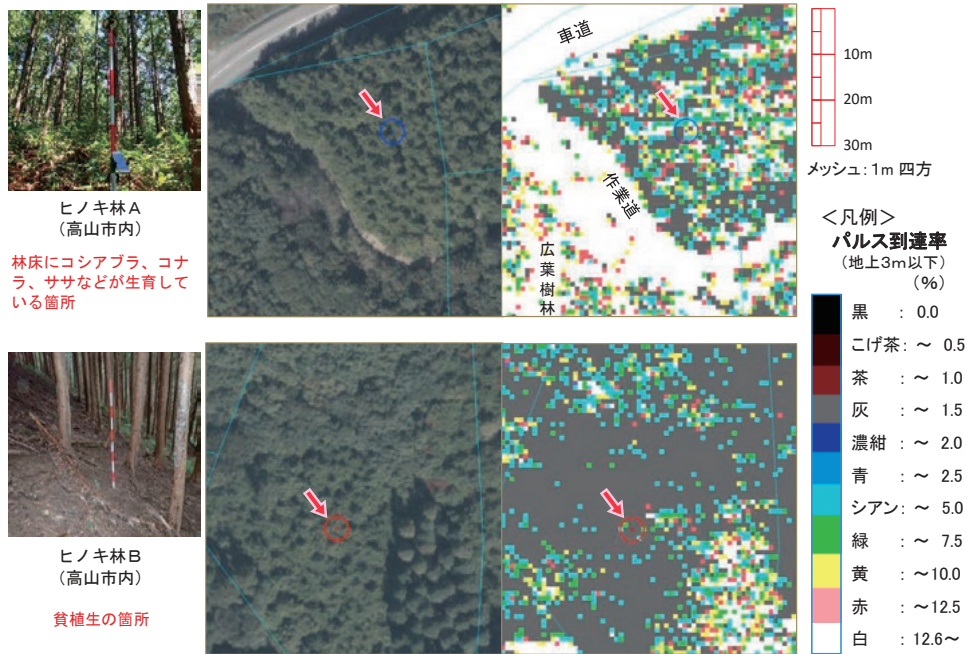 ヒノキ林A
(高山市内)
林床にコシアブラ、コナ
ラ、ササなどが生育して
いる箇所
車道
作業道
広葉樹林
10m
20m
30m
メッシュ:1m 四方
<凡例>
パルス到達率
(地上3m以下)
(%)
黒 : 0.0
こげ茶: ~ 0.5
茶 : ~ 1.0
灰 : ~ 1.5
濃紺 : ~ 2.0
青 : ~ 2.5
シアン: ~ 5.0
緑 : ~ 7.5
黄 : ~10.0
赤 : ~12.5
白 : 12.6~
ヒノキ林B
(高山市内)
貧植生の箇所